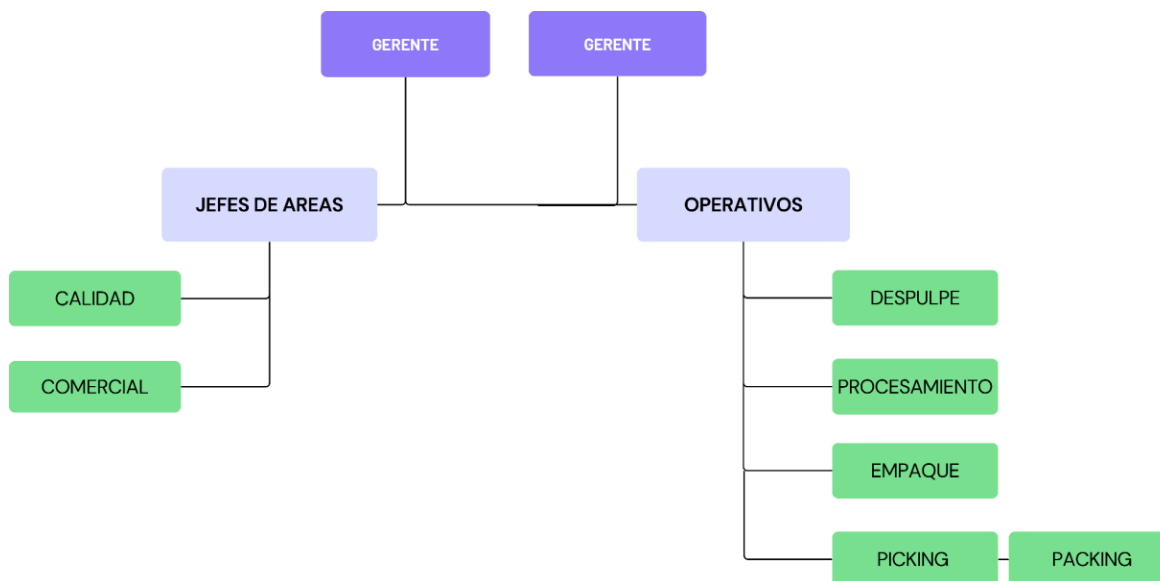 GERENTE
GERENTE
JEFES DE AREAS
OPERATIVOS
CALIDAD
DESPULPE
COMERCIAL
PROCESAMIENTO
EMPAQUE
PICKING
PACKING